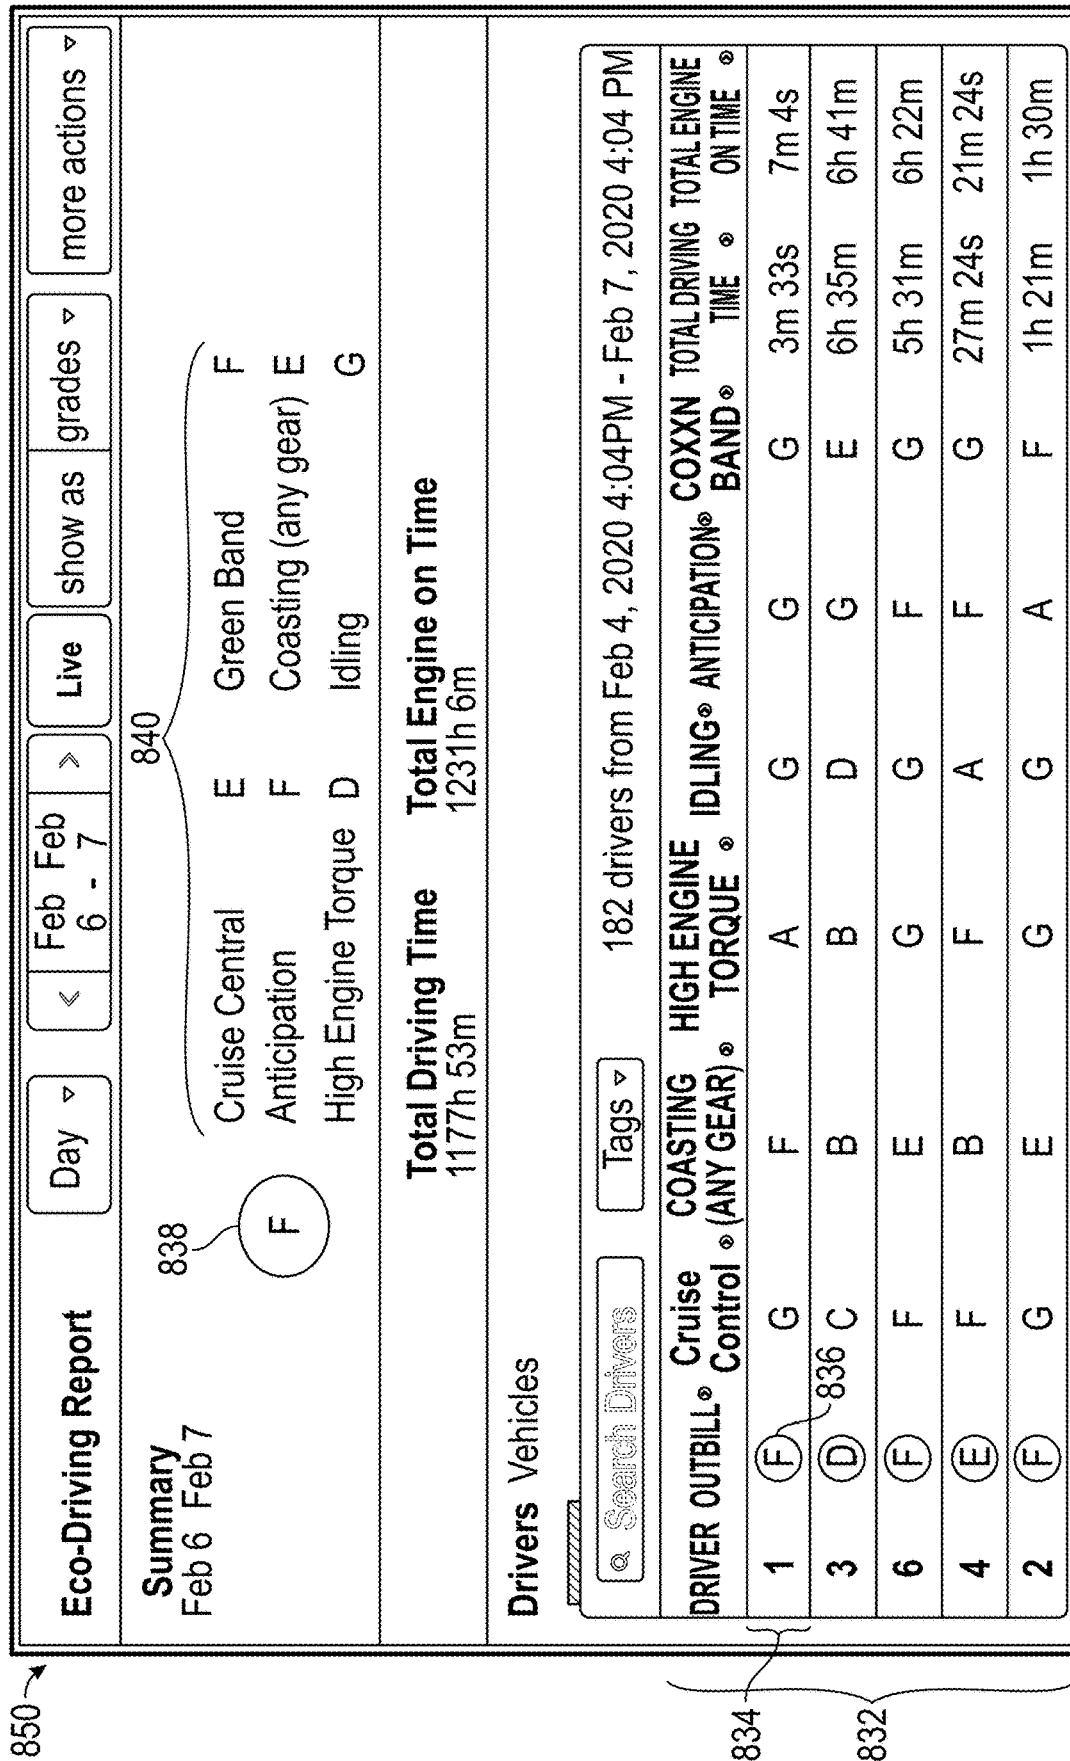 850
Eco-Driving Report
Day
< Feb 6 - Feb 7 >
Live
show as
grades
more actions
Summary
Feb 6 Feb 7
838
F
840
Cruise Central E Green Band F
Anticipation F Coasting (any gear) E
High Engine Torque D Idling G
Total Driving Time Total Engine on Time
1177h 53m 1231h 6m
Drivers Vehicles
Search Drivers Tags 182 drivers from Feb 4, 2020 4:04PM - Feb 7, 2020 4:04 PM
DRIVER OUTBILL Cruise Control COASTING (ANY GEAR) HIGH ENGINE TORQUE IDLING ANTICIPATION COXXN BAND TOTAL DRIVING TIME TOTAL ENGINE ON TIME
834
1 F G F A G G G 3m 33s 7m 4s
836
3 D C B B D G E 6h 35m 6h 41m
6 F F E G G F G 5h 31m 6h 22m
4 E F B F A F G 27m 24s 21m 24s
2 F G E G G A F 1h 21m 1h 30m
832